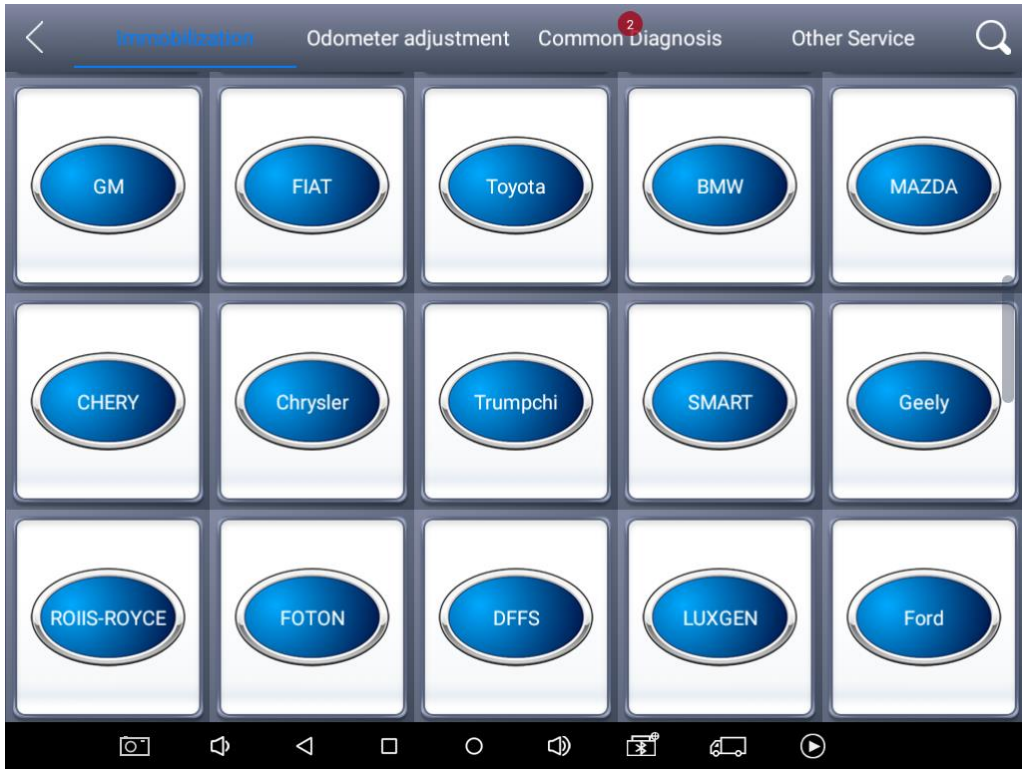 Immobilization Odometer adjustment Common Diagnosis 2 Other Service
GM FIAT Toyota BMW MAZDA
CHERY Chrysler Trumpchi SMART Geely
ROIIS-ROYCE FOTON DFFS LUXGEN Ford